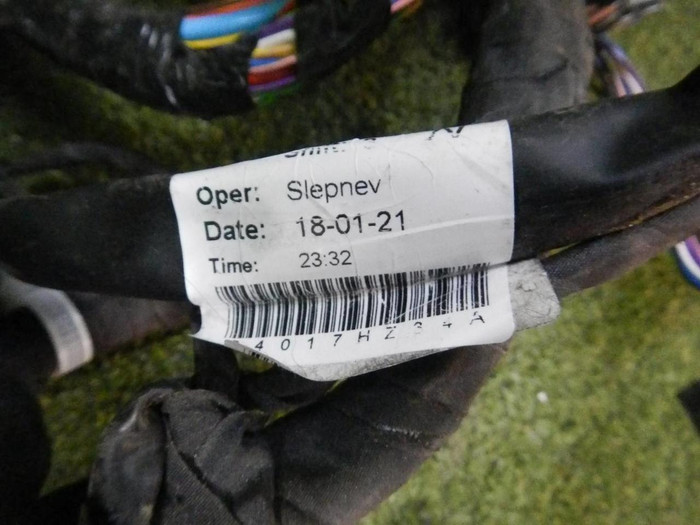 Oper: Slepnev
Date: 18-01-21
Time: 23:32
4017HZ34A